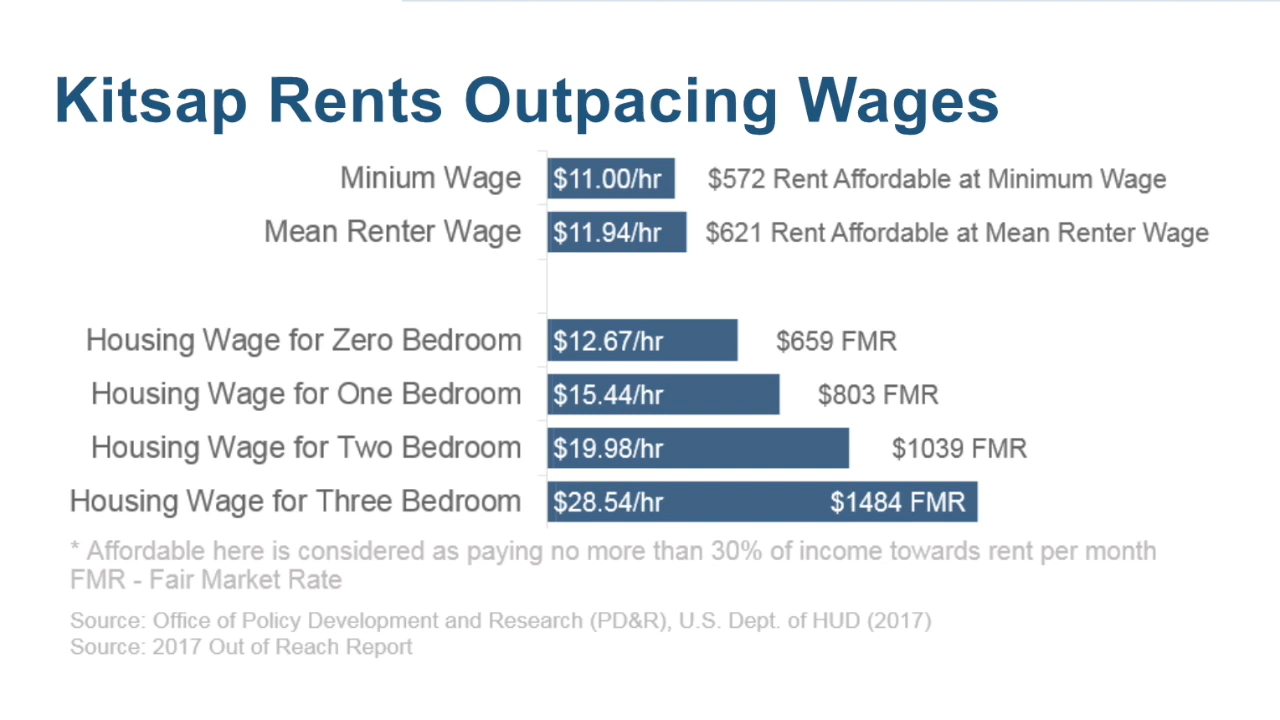 Kitsap Rents Outpacing Wages
Minium Wage $11.00/hr $572 Rent Affordable at Minimum Wage
Mean Renter Wage $11.94/hr $621 Rent Affordable at Mean Renter Wage
Housing Wage for Zero Bedroom $12.67/hr $659 FMR
Housing Wage for One Bedroom $15.44/hr $803 FMR
Housing Wage for Two Bedroom $19.98/hr $1039 FMR
Housing Wage for Three Bedroom $28.54/hr $1484 FMR
* Affordable here is considered as paying no more than 30% of income towards rent per month
FMR - Fair Market Rate
Source: Office of Policy Development and Research (PD&R), U.S. Dept. of HUD (2017)
Source: 2017 Out of Reach Report